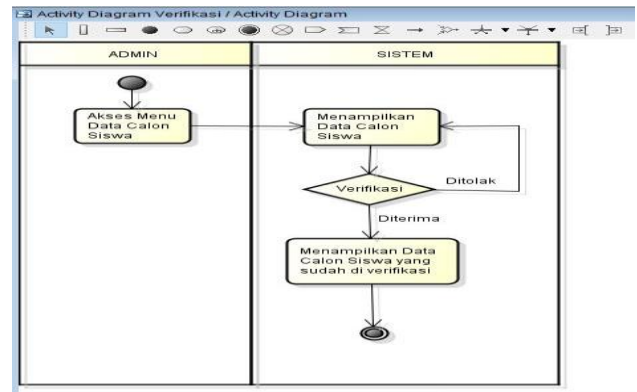 Activity Diagram Verifikasi / Activity Diagram
ADMIN
SISTEM
Akses Menu
Data Calon
Siswa
Menampilkan
Data Calon
Siswa
Verifikasi
Ditolak
Diterima
Menampilkan Data
Calon Siswa yang
sudah di verifikasi